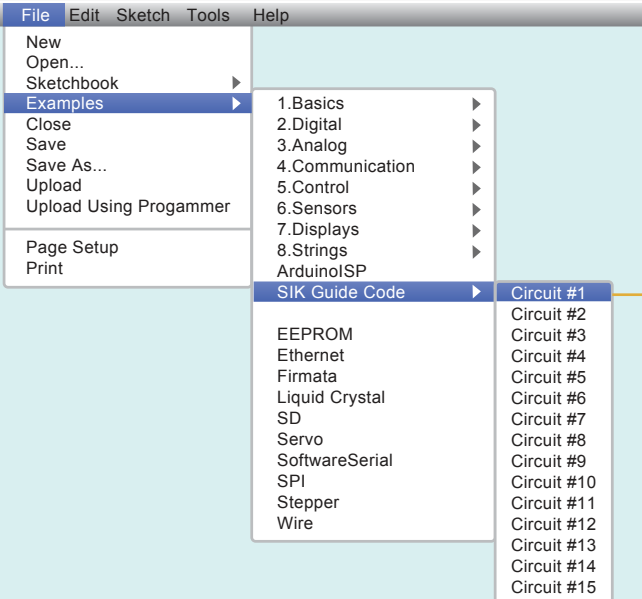 File Edit Sketch Tools Help
New
Open...
Sketchbook
Examples
Close
Save
Save As...
Upload
Upload Using Progammer
Page Setup
Print
1.Basics
2.Digital
3.Analog
4.Communication
5.Control
6.Sensors
7.Displays
8.Strings
ArduinoISP
SIK Guide Code
EEPROM
Ethernet
Firmata
Liquid Crystal
SD
Servo
SoftwareSerial
SPI
Stepper
Wire
Circuit #1
Circuit #2
Circuit #3
Circuit #4
Circuit #5
Circuit #6
Circuit #7
Circuit #8
Circuit #9
Circuit #10
Circuit #11
Circuit #12
Circuit #13
Circuit #14
Circuit #15